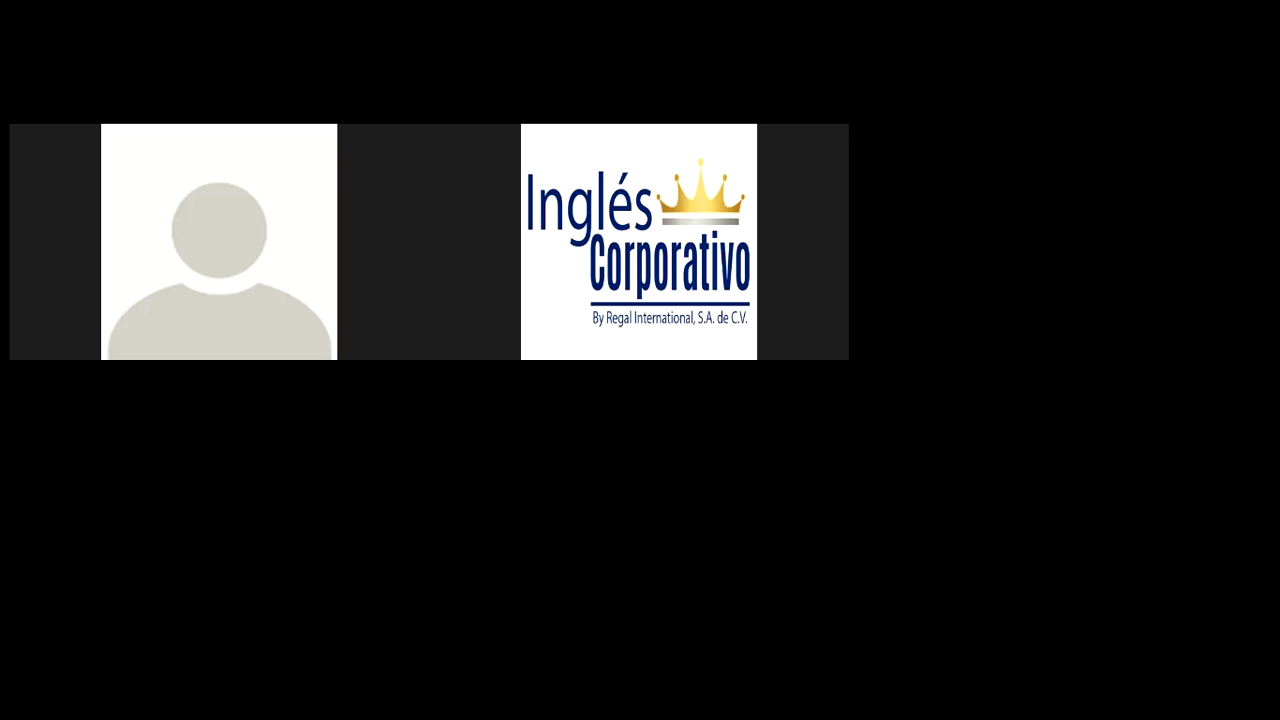 Inglés
Corporativo
By Regal International, S.A. de C.V.